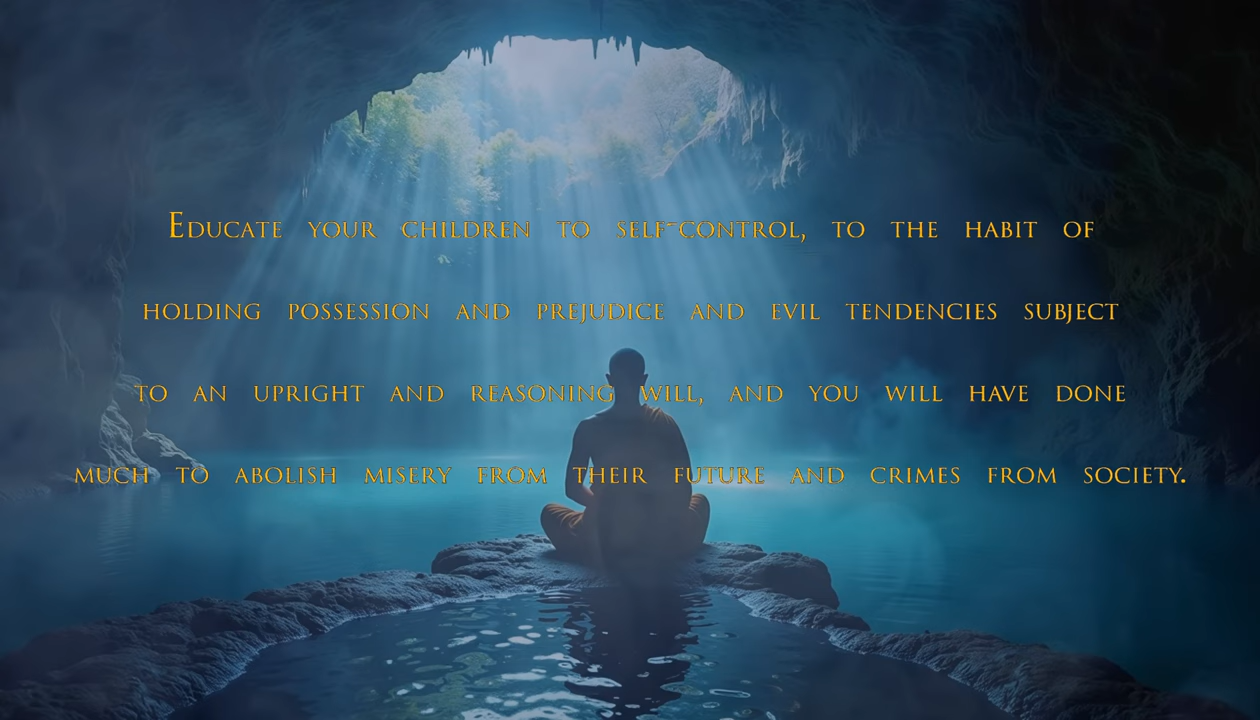 Educate your children to self-control, to the habit of
holding possession and prejudice and evil tendencies subject
to an upright and reasoning will, and you will have done
much to abolish misery from their future and crimes from society.